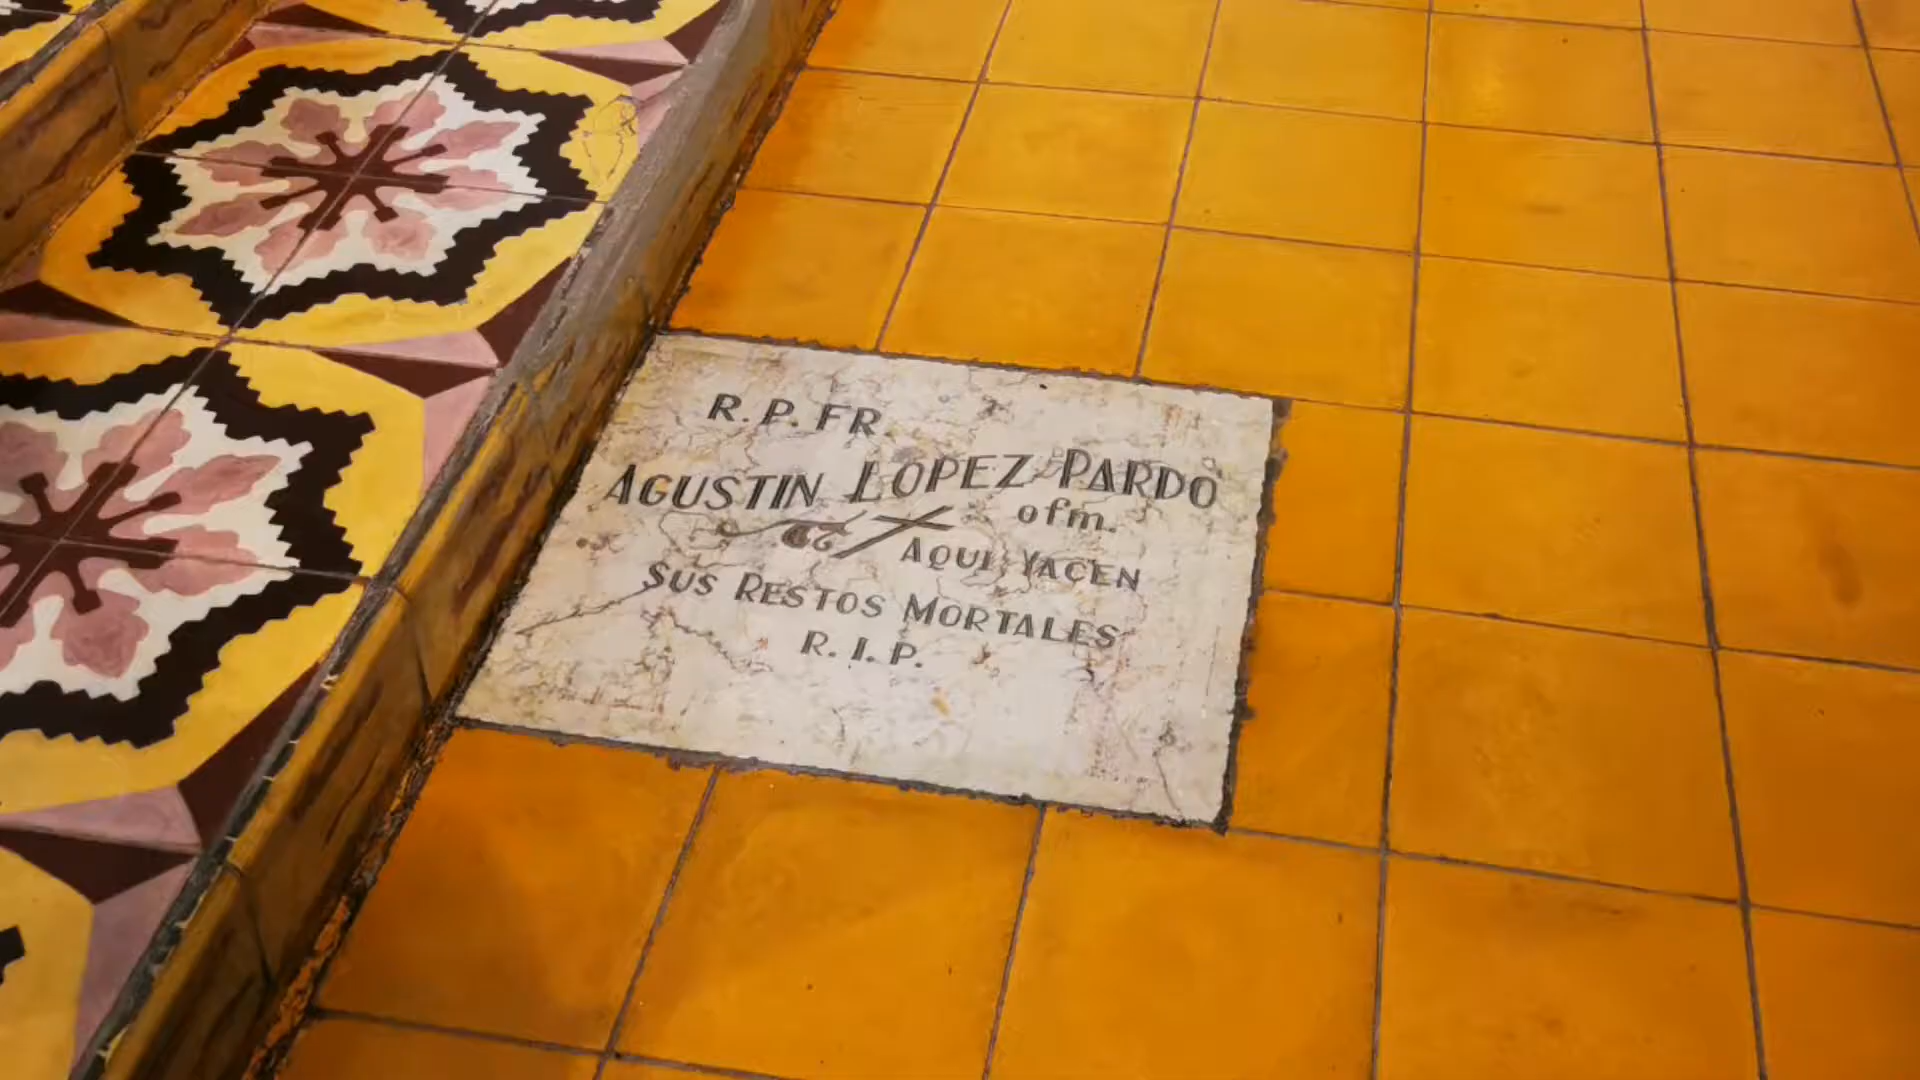 R. P. FR
AGUSTIN LOPEZ PARDO
ofm.
AQUI YACEN
SUS RESTOS MORTALES
R. I. P.